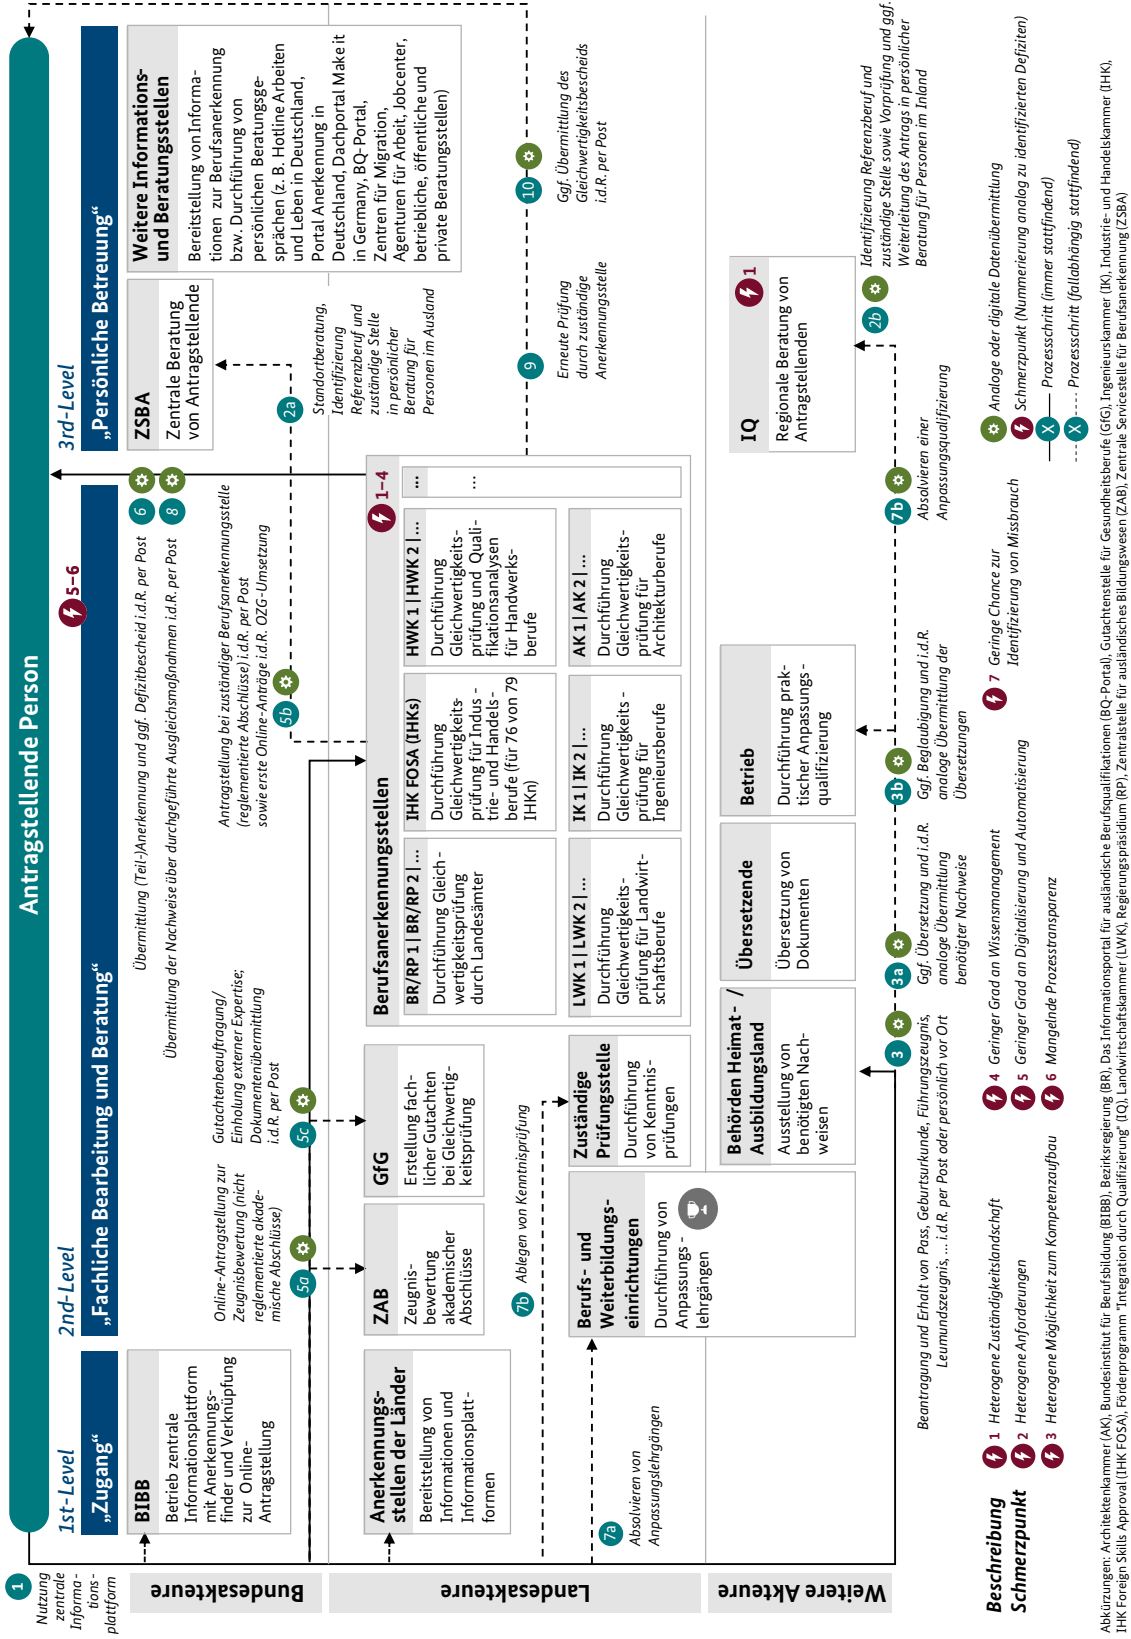 Antragstellende Person
1
Nutzung
zentrale
Informa-
tions-
plattform
1st-Level
„Zugang“
2nd-Level
„Fachliche Bearbeitung und Beratung“
5–6
3rd-Level
„Persönliche Betreuung“
Bundesakteure
BIBB
Betrieb zentrale
Informationsplattform
mit Anerkennungs-
finder und Verknüpfung
zur Online-
Antragstellung
Übermittlung (Teil-)Anerkennung und ggf. Defizitbescheid i.d.R. per Post
6
Übermittlung der Nachweise über durchgeführte Ausgleichsmaßnahmen i.d.R. per Post
8
Online-Antragstellung zur
Zeugnisbewertung (nicht
reglementierte akade-
mische Abschlüsse)
5a
Gutachtenbeauftragung/
Einholung externer Expertise;
Dokumentenübermittlung
i.d.R. per Post
5c
Antragstellung bei zuständiger Berufsanerkennungsstelle
(reglementierte Abschlüsse) i.d.R. per Post
sowie erste Online-Anträge i.d.R. OZG-Umsetzung
5b
ZSBA
Zentrale Beratung
von Antragstellende
2a
Standortberatung,
Identifizierung
Referenzberuf und
zuständige Stelle
in persönlicher
Beratung für
Personen im Ausland
Weitere Informations-
und Beratungsstellen
Bereitstellung von Informa-
tionen zur Berufsanerkennung
bzw. Durchführung von
persönlichen Beratungsge-
sprächen (z. B. Hotline Arbeiten
und Leben in Deutschland,
Portal Anerkennung in
Deutschland, Dachportal Make it
in Germany, BQ-Portal,
Zentren für Migration,
Agenturen für Arbeit, Jobcenter,
betriebliche, öffentliche und
private Beratungsstellen)
Landesakteure
Anerkennungs-
stellen der Länder
Bereitstellung von
Informationen und
Informationsplatt-
formen
ZAB
Zeugnis-
bewertung
akademischer
Abschlüsse
GfG
Erstellung fach-
licher Gutachten
bei Gleichwertig-
keitsprüfung
Berufsanerkennungsstellen
1–4
BR/RP 1 | BR/RP 2 | ...
Durchführung Gleich-
wertigkeitsprüfung
durch Landesämter
IHK FOSA (IHKs)
Durchführung
Gleichwertigkeits-
prüfung für Indus-
trie- und Handels-
berufe (für 76 von 79
IHKn)
HWK 1 | HWK 2 | ...
Durchführung
Gleichwertigkeits-
prüfung und Quali-
fikationsanalysen
für Handwerks-
berufe
...
...
LWK 1 | LWK 2 | ...
Durchführung
Gleichwertigkeits-
prüfung für Landwirt-
schaftsberufe
IK 1 | IK 2 | ...
Durchführung
Gleichwertigkeits-
prüfung für
Ingenieursberufe
AK 1 | AK 2 | ...
Durchführung
Gleichwertigkeits-
prüfung für
Architekturberufe
9
Erneute Prüfung
durch zuständige
Anerkennungsstelle
10
Ggf. Übermittlung des
Gleichwertigkeitsbescheids
i.d.R. per Post
7b Ablegen von Kenntnisprüfung
7a
Absolvieren von
Anpassungslehrgängen
Berufs- und
Weiterbildungs-
einrichtungen
Durchführung von
Anpassungs-
lehrgängen
Zuständige
Prüfungsstelle
Durchführung
von Kenntnis-
prüfungen
Weitere Akteure
Behörden Heimat- /
Ausbildungsland
Ausstellung von
benötigten Nach-
weisen
Übersetzende
Übersetzung von
Dokumenten
Betrieb
Durchführung prak-
tischer Anpassungs-
qualifizierung
IQ
1
Regionale Beratung von
Antragstellenden
3
Beantragung und Erhalt von Pass, Geburtsurkunde, Führungszeugnis,
Leumundszeugnis, ... i.d.R. per Post oder persönlich vor Ort
3a
Ggf. Übersetzung und i.d.R.
analoge Übermittlung
benötigter Nachweise
3b
Ggf. Beglaubigung und i.d.R.
analoge Übermittlung der
Übersetzungen
7b
Absolvieren einer
Anpassungsqualifizierung
2b
Identifizierung Referenzberuf und
zuständige Stelle sowie Vorprüfung und ggf.
Weiterleitung des Antrags in persönlicher
Beratung für Personen im Inland
Beschreibung
Schmerzpunkt
1 Heterogene Zuständigkeitslandschaft
2 Heterogene Anforderungen
3 Heterogene Möglichkeit zum Kompetenzaufbau
4 Geringer Grad an Wissensmanagement
5 Geringer Grad an Digitalisierung und Automatisierung
6 Mangelnde Prozesstransparenz
7 Geringe Chance zur
Identifizierung von Missbrauch
Analoge oder digitale Datenübermittlung
Schmerzpunkt (Nummerierung analog zu identifizierten Defiziten)
X Prozessschritt (immer stattfindend)
X Prozessschritt (fallabhängig stattfindend)
Abkürzungen: Architektenkammer (AK), Bundesinstitut für Berufsbildung (BIBB), Bezirksregierung (BR), Das Informationsportal für ausländische Berufsqualifikationen (BQ-Portal), Gutachtenstelle für Gesundheitsberufe (GfG), Ingenieurskammer (IK), Industrie- und Handelskammer (IHK),
IHK Foreign Skills Approval (IHK FOSA), Förderprogramm "Integration durch Qualifizierung" (IQ), Landwirtschaftskammer (LWK), Regierungspräsidium (RP), Zentralstelle für ausländisches Bildungswesen (ZAB), Zentrale Servicestelle für Berufsanerkennung (ZSBA)